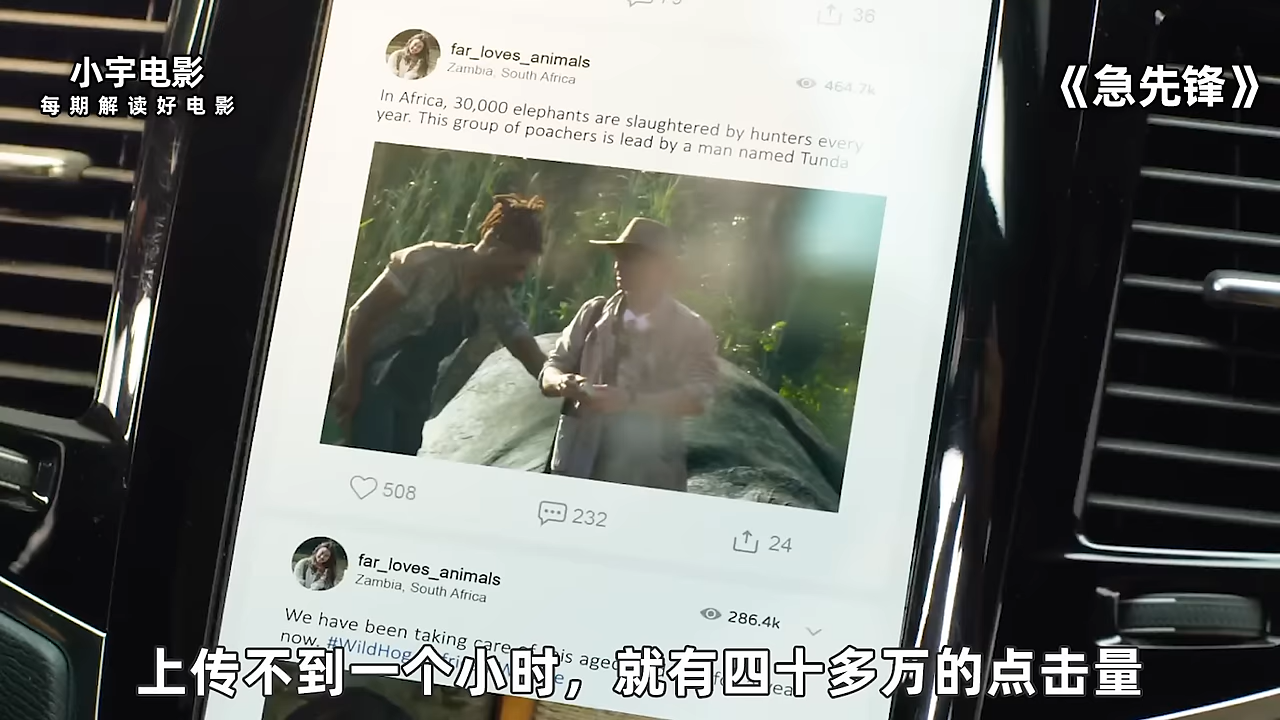 小宇电影
每期解读好电影
《急先锋》
36
far_loves_animals
Zambia, South Africa
464.7k
In Africa, 30,000 elephants are slaughtered by hunters every
year. This group of poachers is lead by a man named Tunda
508
232
24
far_loves_animals
Zambia, South Africa
286.4k
We have been taking care of this aged
now. #WildHog
上传不到一个小时，就有四十多万的点击量